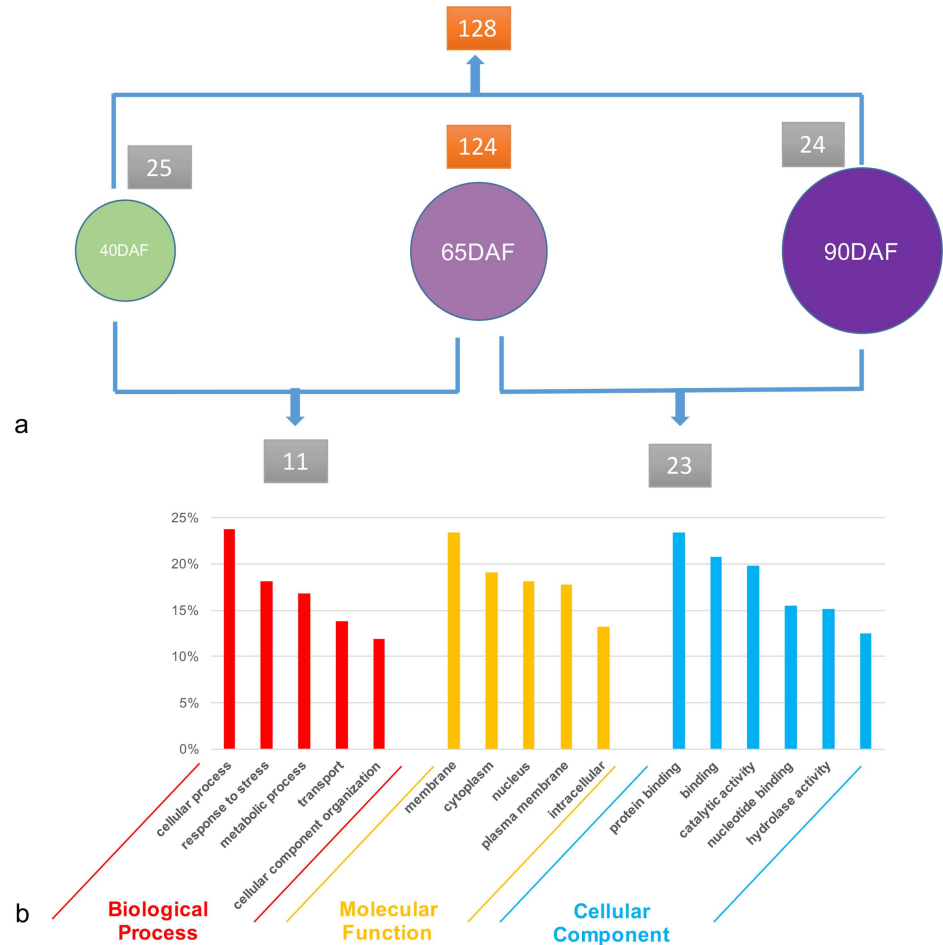 128
25
124
24
40DAF
65DAF
90DAF
a
11
23
25%
20%
15%
10%
5%
0%
cellular process
response to stress
metabolic process
transport
cellular component organization
membrane
cytoplasm
nucleus
plasma membrane
intracellular
protein binding
binding
catalytic activity
nucleotide binding
hydrolase activity
b
Biological
Process
Molecular
Function
Cellular
Component